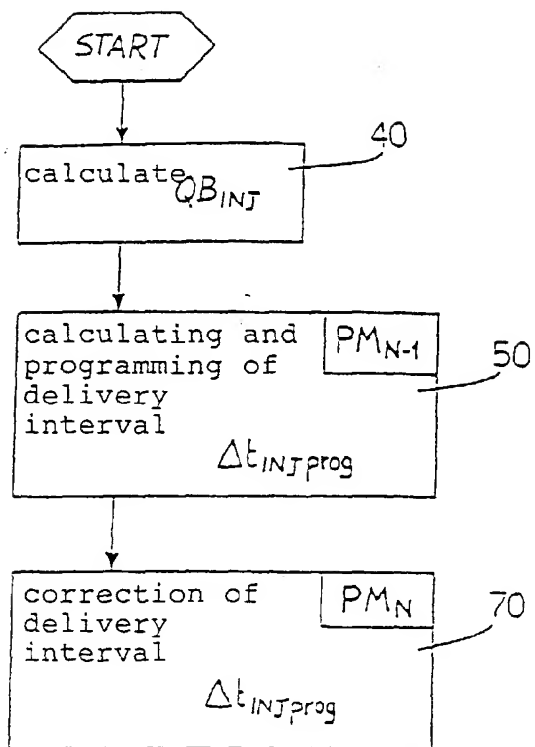 START
40
calculate QB_INJ
calculating and PM_N-1
programming of
50
delivery
interval
Δt_INJprog
correction of PM_N
delivery
70
interval
Δt_INJprog